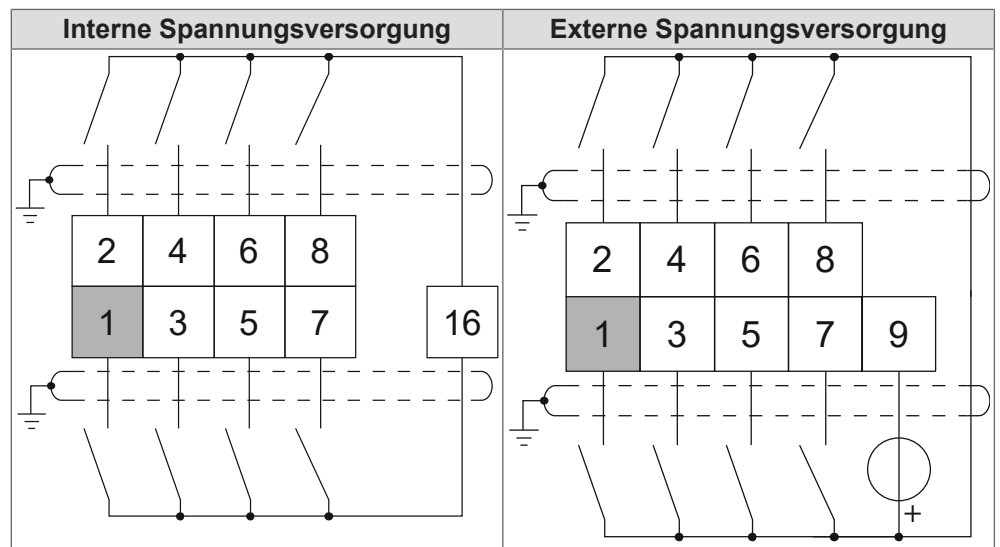 Interne Spannungsversorgung
Externe Spannungsversorgung
2 4 6 8
1 3 5 7 16
2 4 6 8
1 3 5 7 9
+